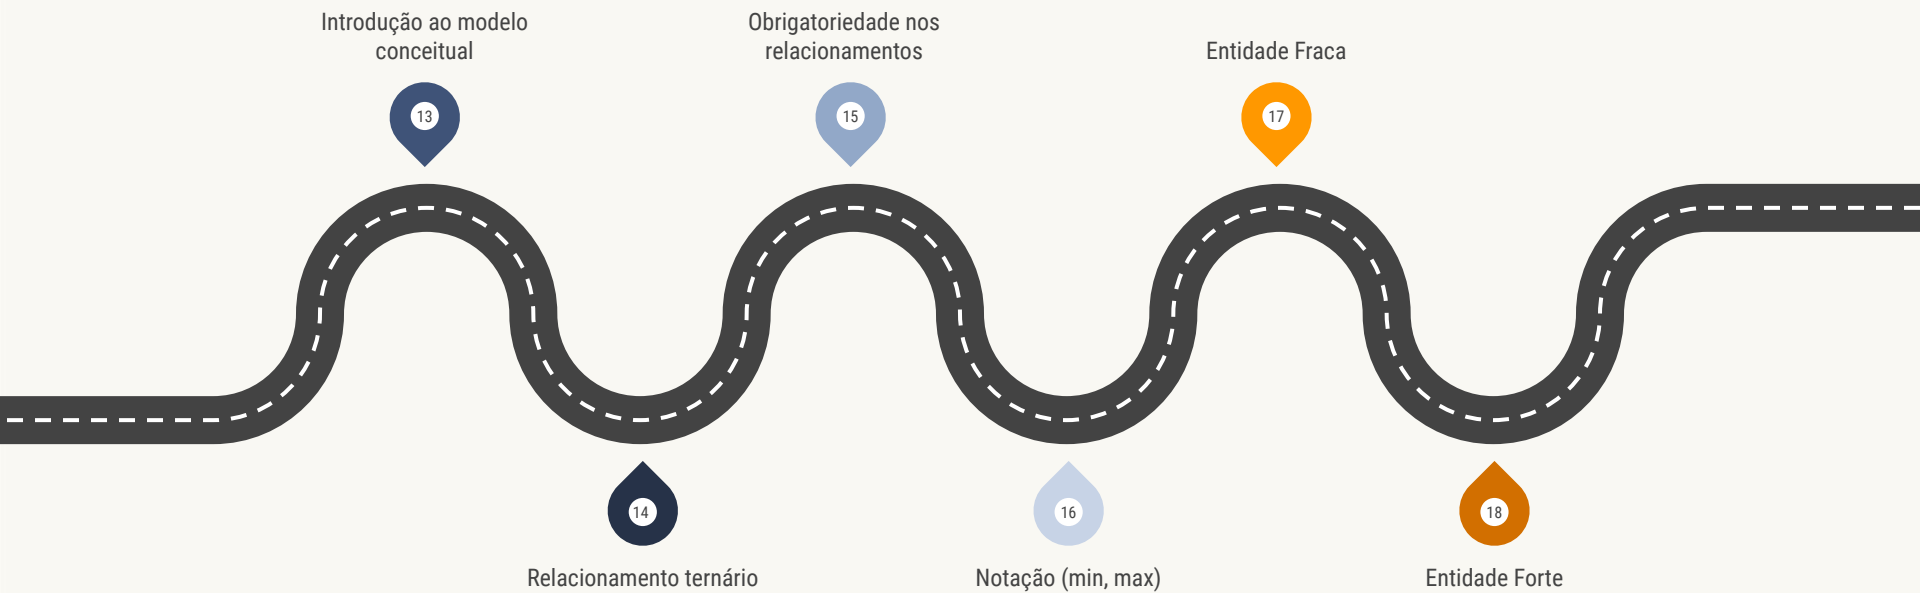 Introdução ao modelo
conceitual
13
14
Relacionamento ternário
Obrigatoriedade nos
relacionamentos
15
16
Notação (min, max)
Entidade Fraca
17
18
Entidade Forte